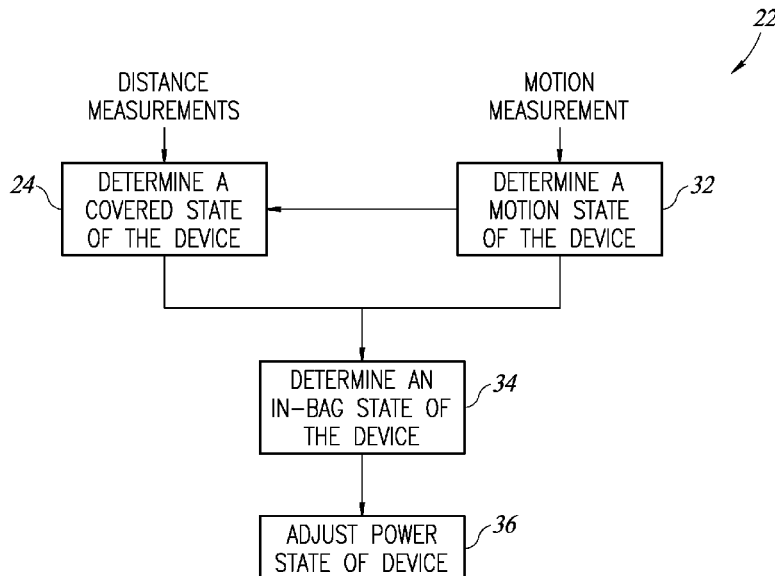 22
DISTANCE
MEASUREMENTS
MOTION
MEASUREMENT
24
DETERMINE A
COVERED STATE
OF THE DEVICE
DETERMINE A
MOTION STATE
OF THE DEVICE
32
DETERMINE AN
IN-BAG STATE OF
THE DEVICE
34
ADJUST POWER
STATE OF DEVICE
36